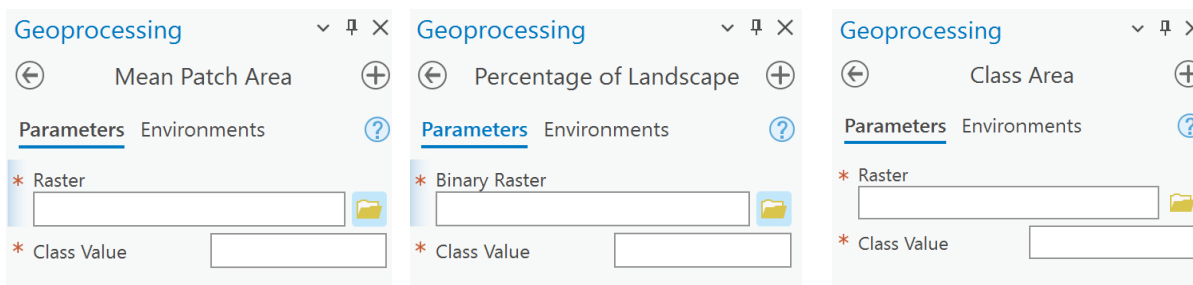 Geoprocessing
Mean Patch Area
Parameters Environments
* Raster
* Class Value
Geoprocessing
Percentage of Landscape
Parameters Environments
* Binary Raster
* Class Value
Geoprocessing
Class Area
Parameters Environments
* Raster
* Class Value